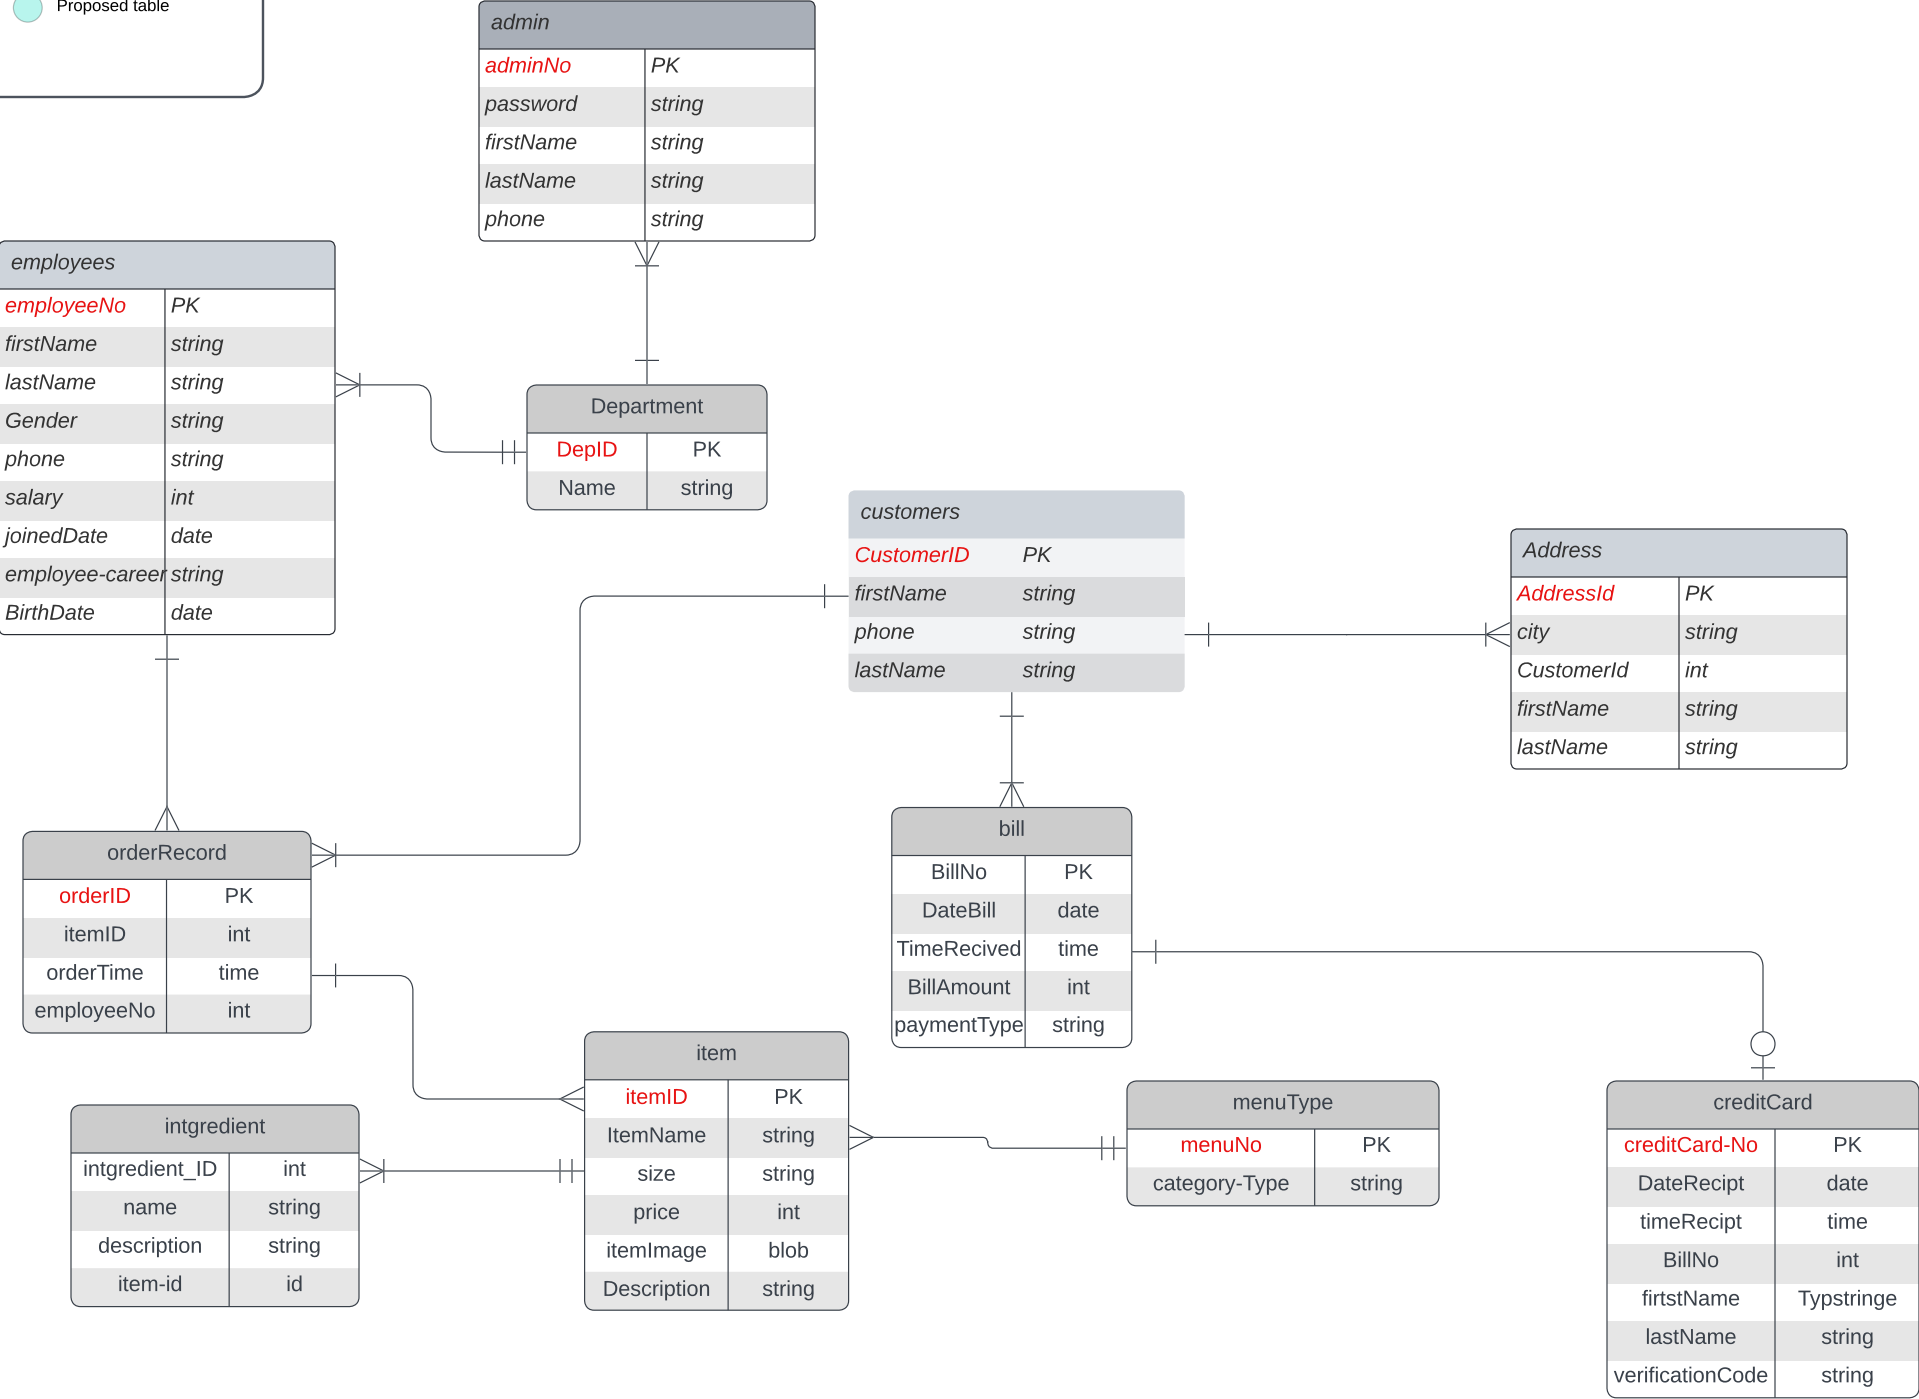 Proposed table
admin
adminNo PK
password string
firstName string
lastName string
phone string
employees
employeeNo PK
firstName string
lastName string
Gender string
phone string
salary int
joinedDate date
employee-career string
BirthDate date
Department
DepID PK
Name string
customers
CustomerID PK
firstName string
phone string
lastName string
Address
AddressId PK
city string
CustomerId int
firstName string
lastName string
orderRecord
orderID PK
itemID int
orderTime time
employeeNo int
bill
BillNo PK
DateBill date
TimeRecived time
BillAmount int
paymentType string
item
itemID PK
ItemName string
size string
price int
itemImage blob
Description string
intgredient
intgredient_ID int
name string
description string
item-id id
menuType
menuNo PK
category-Type string
creditCard
creditCard-No PK
DateRecipt date
timeRecipt time
BillNo int
firtstName Typstringe
lastName string
verificationCode string